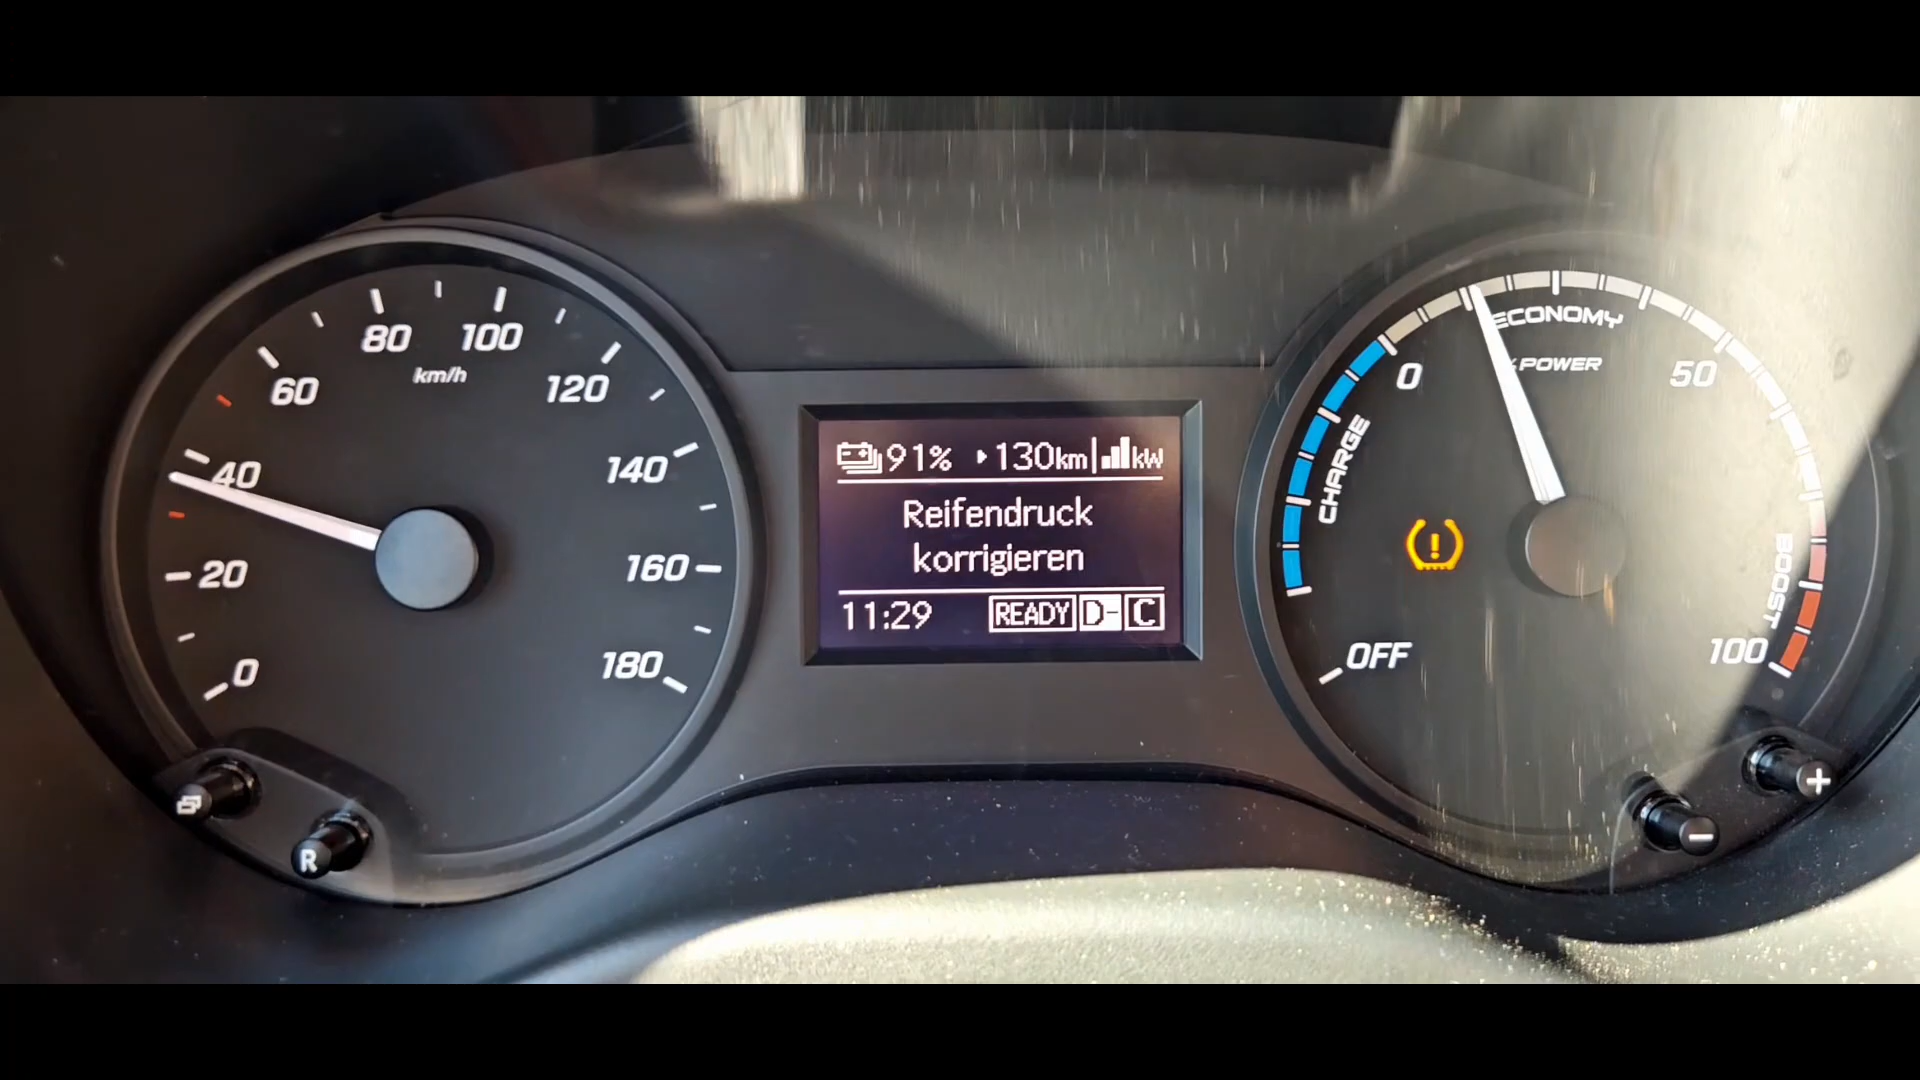 80 100
km/h
60 120
40 140
20 160
0 180
91% 130km kW
Reifendruck
korrigieren
11:29 READY D- C
ECONOMY
% POWER
0 50
CHARGE
BOOST
OFF 100
R
- +